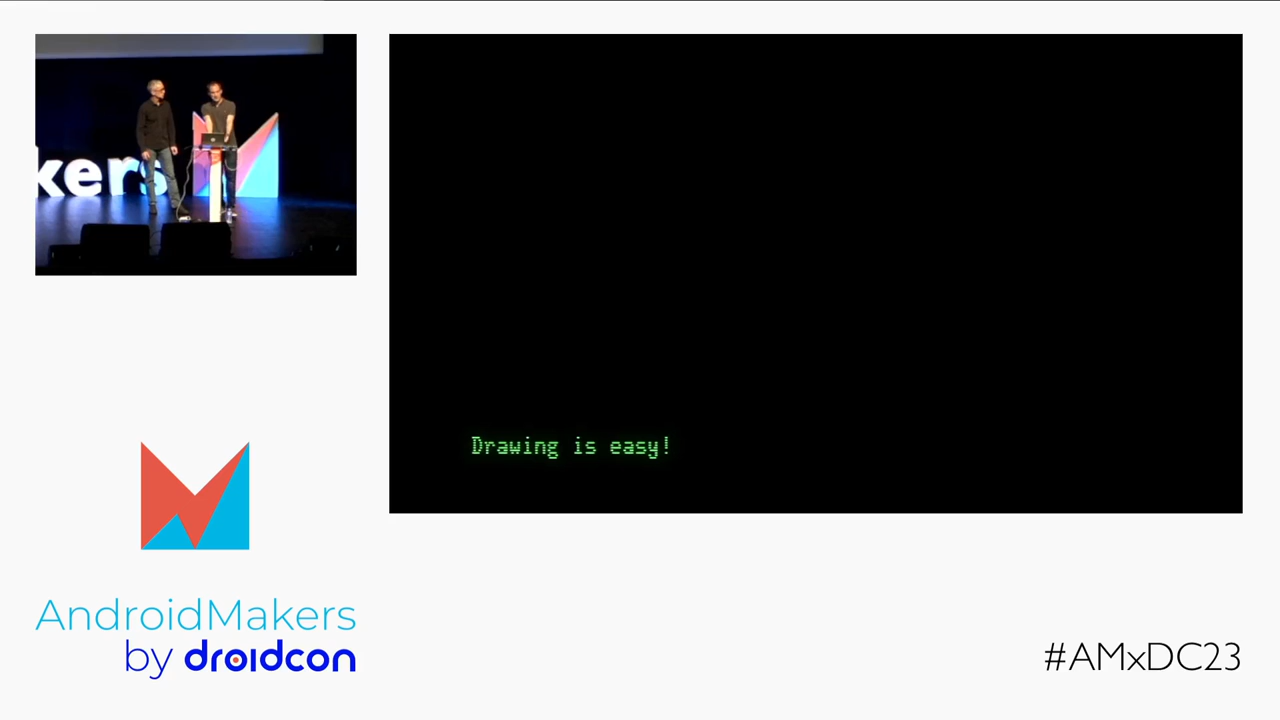 kers
Drawing is easy!
AndroidMakers
by droidcon
#AMxDC23